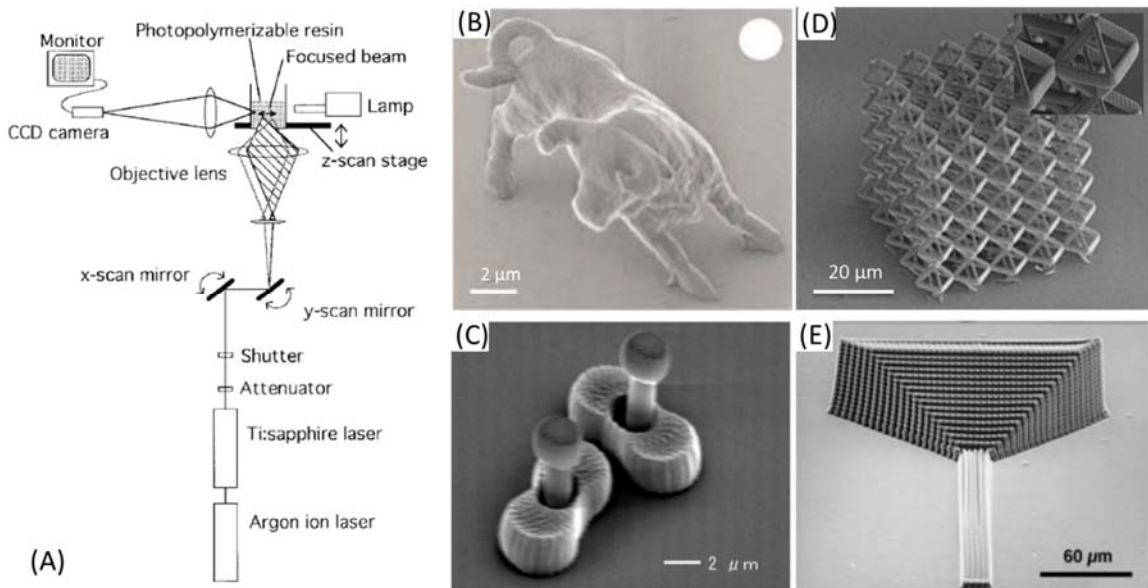 (A)
Monitor
CCD camera
Photopolymerizable resin
Focused beam
Lamp
z-scan stage
Objective lens
x-scan mirror
y-scan mirror
Shutter
Attenuator
Ti:sapphire laser
Argon ion laser
(B)
2 µm
(C)
2 μm
(D)
20 µm
(E)
60 µm